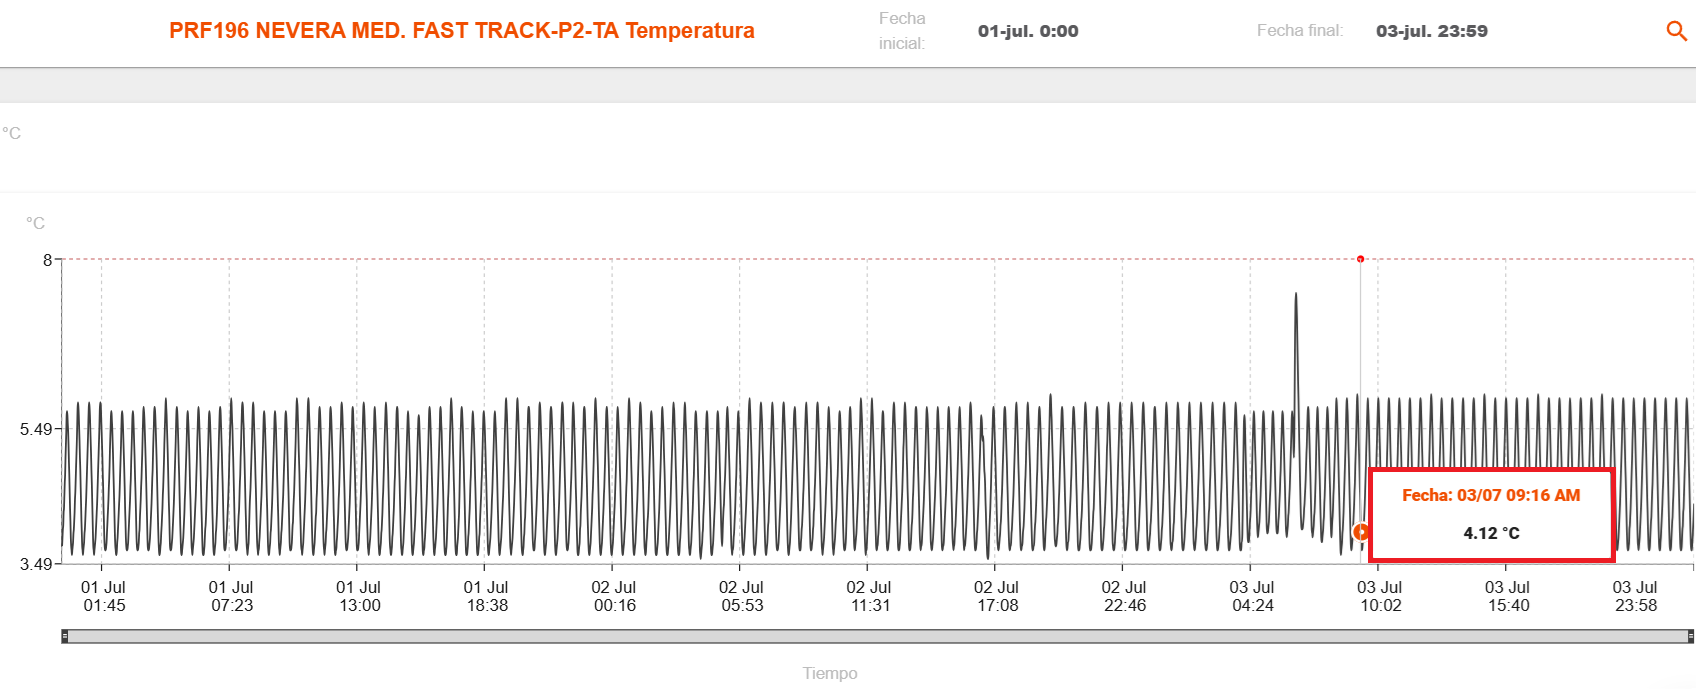 PRF196 NEVERA MED. FAST TRACK-P2-TA Temperatura
Fecha
inicial:
01-jul. 0:00
Fecha final:
03-jul. 23:59
°C
°C
8
5.49
3.49
Fecha: 03/07 09:16 AM
4.12 °C
01 Jul
01:45
01 Jul
07:23
01 Jul
13:00
01 Jul
18:38
02 Jul
00:16
02 Jul
05:53
02 Jul
11:31
02 Jul
17:08
02 Jul
22:46
03 Jul
04:24
03 Jul
10:02
03 Jul
15:40
03 Jul
23:58
Tiempo